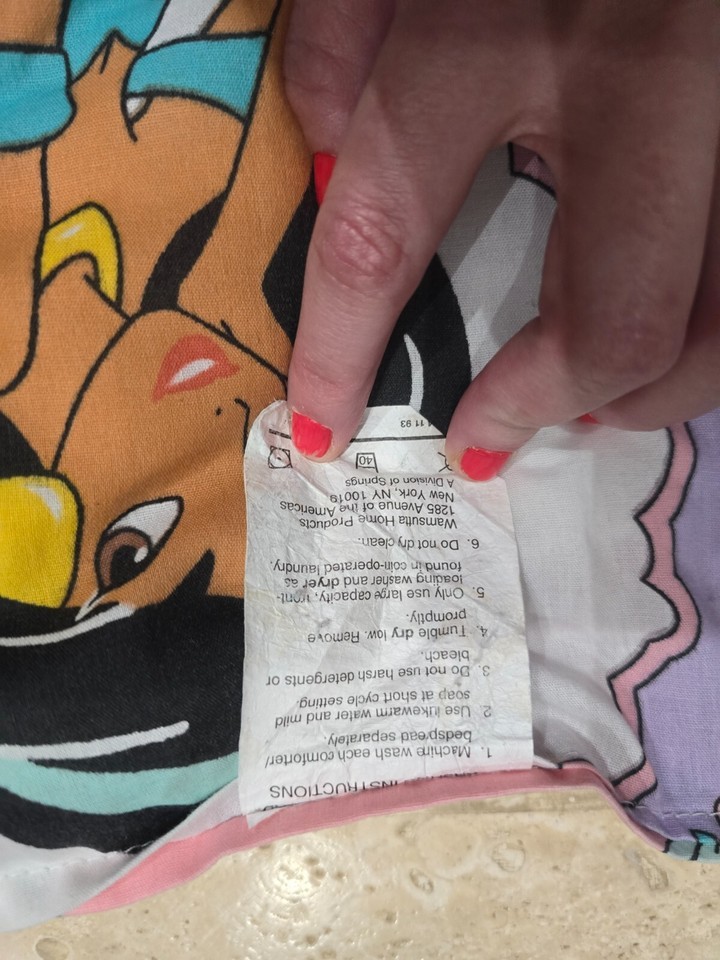 INSTRUCTIONS
1. Machine wash each comforter/
bedspread separately.
2. Use lukewarm water and mild
soap at short cycle setting.
3. Do not use harsh detergents or
bleach.
4. Tumble dry low. Remove
promptly.
5. Only use large capacity, front-
loading washer and dryer as
found in coin-operated laundry.
6. Do not dry clean.
Wamsutta Home Products
1285 Avenue of the Americas
New York, NY 10019
A Division of Springs
40
11 93